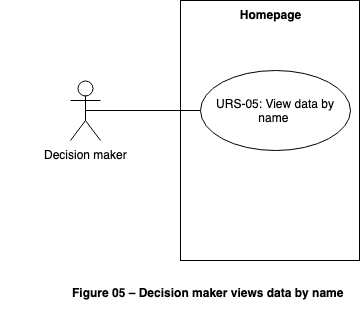 Homepage
URS-05: View data by
name
Decision maker
Figure 05 – Decision maker views data by name